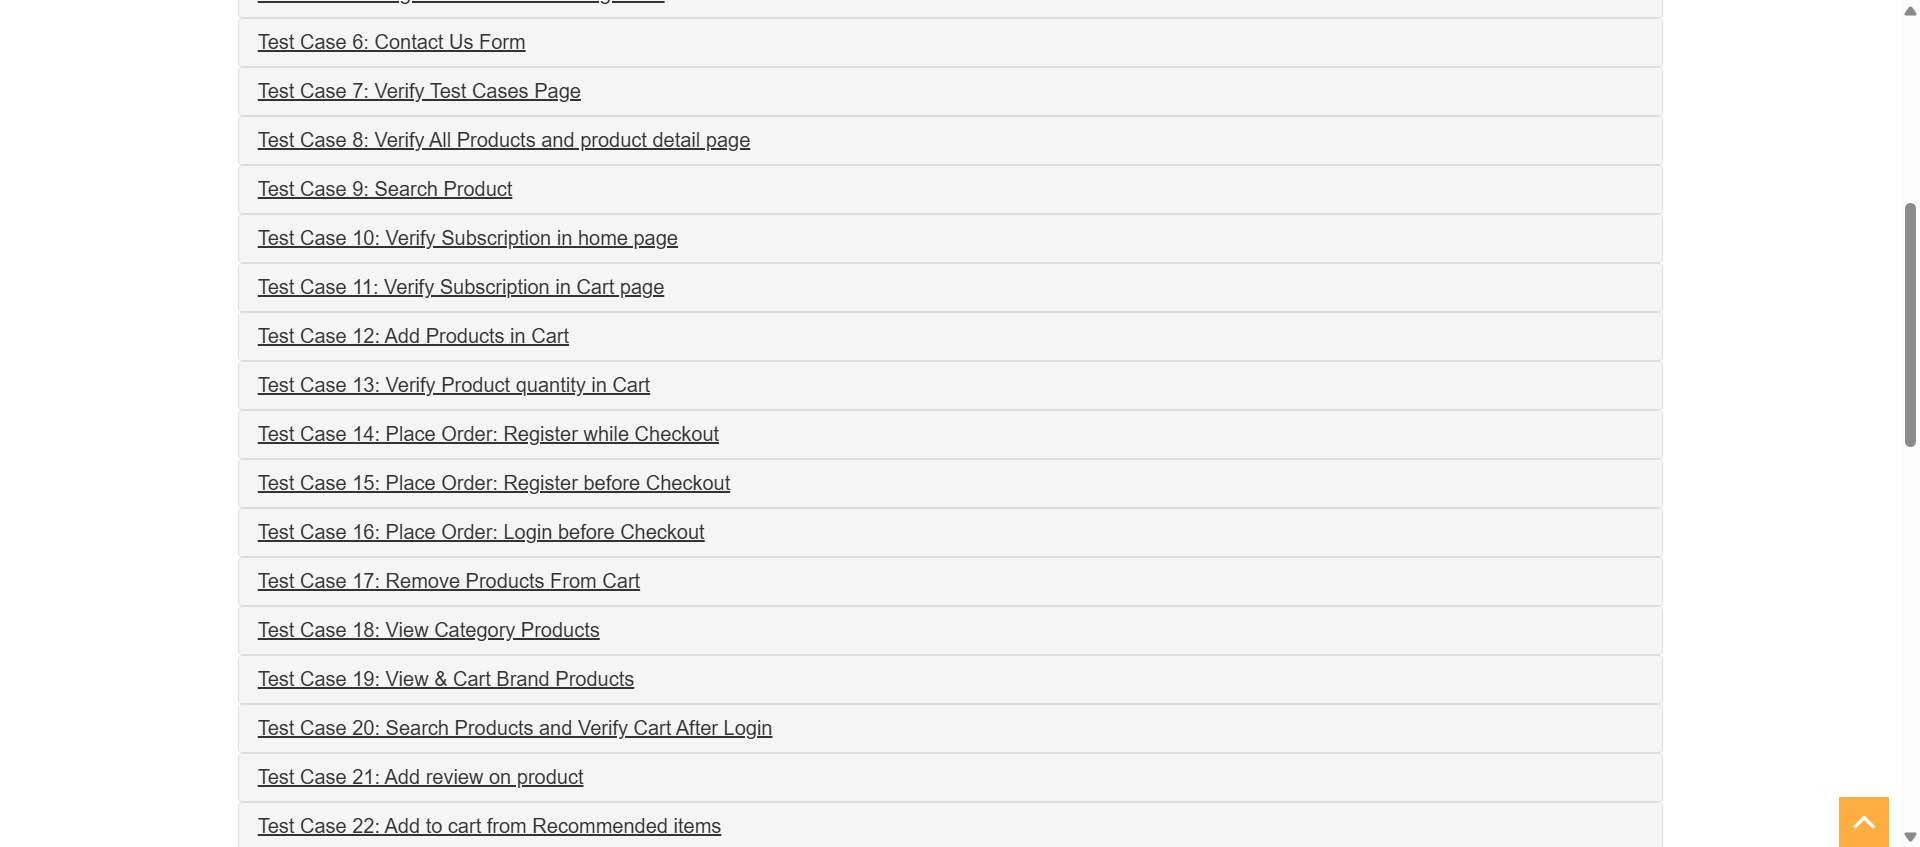 Test Case 6: Contact Us Form
Test Case 7: Verify Test Cases Page
Test Case 8: Verify All Products and product detail page
Test Case 9: Search Product
Test Case 10: Verify Subscription in home page
Test Case 11: Verify Subscription in Cart page
Test Case 12: Add Products in Cart
Test Case 13: Verify Product quantity in Cart
Test Case 14: Place Order: Register while Checkout
Test Case 15: Place Order: Register before Checkout
Test Case 16: Place Order: Login before Checkout
Test Case 17: Remove Products From Cart
Test Case 18: View Category Products
Test Case 19: View & Cart Brand Products
Test Case 20: Search Products and Verify Cart After Login
Test Case 21: Add review on product
Test Case 22: Add to cart from Recommended items